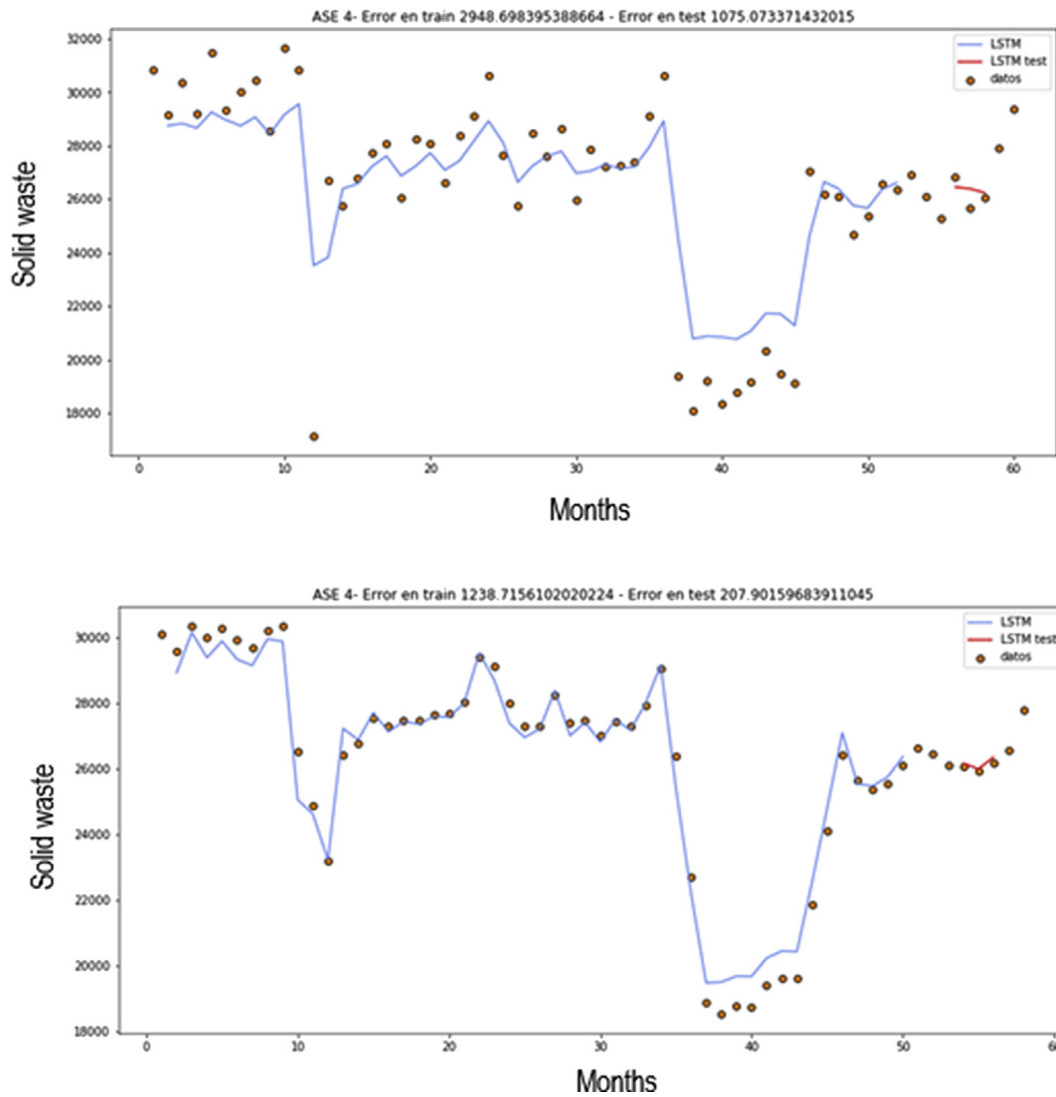 ASE 4- Error en train 2948.698395388664 - Error en test 1075.073371432015
32000
30000
28000
26000
24000
22000
20000
18000
Solid waste
LSTM
LSTM test
datos
0 10 20 30 40 50 60
Months
ASE 4- Error en train 1238.7156102020224 - Error en test 207.90159683911045
30000
28000
26000
24000
22000
20000
18000
Solid waste
LSTM
LSTM test
datos
0 10 20 30 40 50
Months